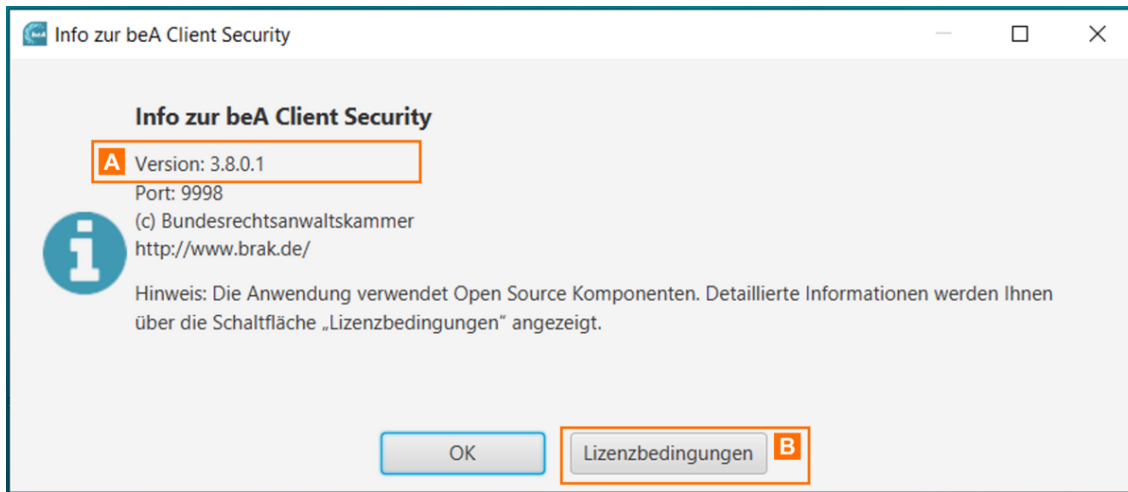 Info zur beA Client Security
Info zur beA Client Security
A Version: 3.8.0.1
Port: 9998
(c) Bundesrechtsanwaltskammer
http://www.brak.de/
Hinweis: Die Anwendung verwendet Open Source Komponenten. Detaillierte Informationen werden Ihnen
über die Schaltfläche „Lizenzbedingungen“ angezeigt.
OK Lizenzbedingungen B